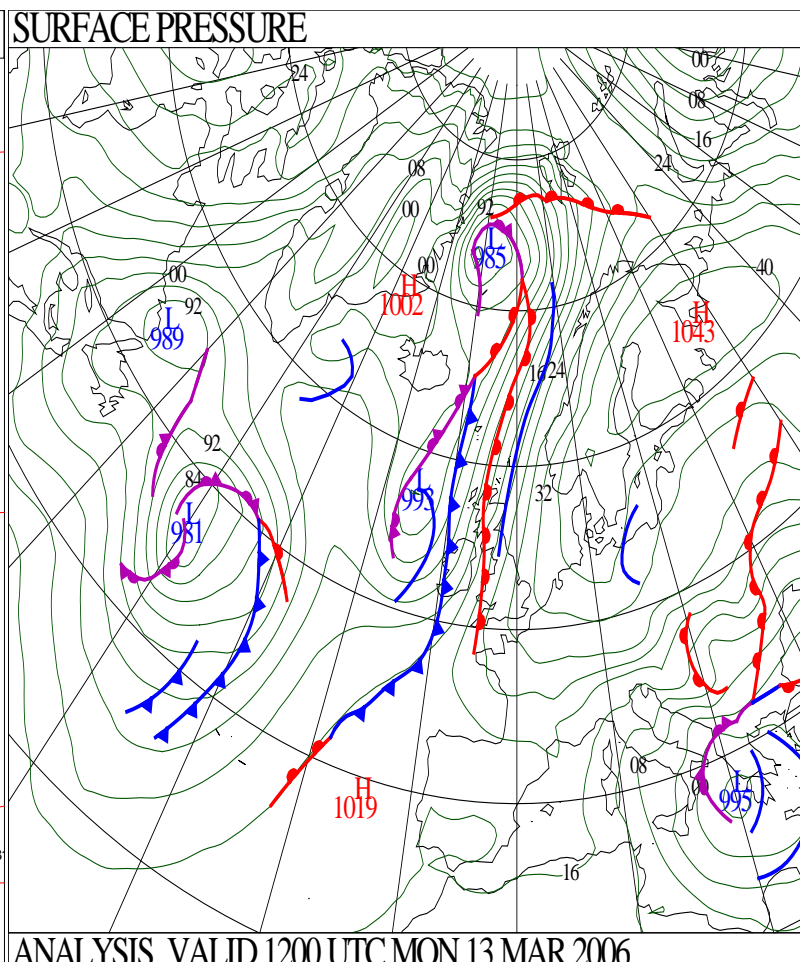 SURFACE PRESSURE
00
24
08
16
08
24
00
92
L
985
00
40
00
H
1002
92
L
989
H
1043
16 24
92
84
L
993
32
L
981
08
L
995
H
1019
16
ANALYSIS VALID 1200 UTC MON 13 MAR 2006